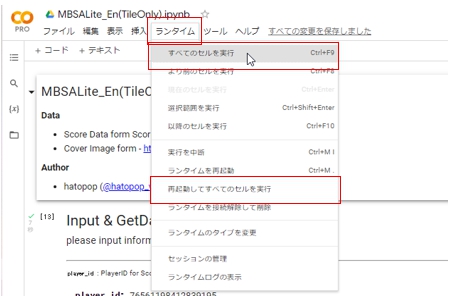 CO
PRO
MBSALite_En(TileOnly).ipynb
ファイル 編集 表示 挿入 ランタイム ツール ヘルプ すべての変更を保存しました
+ コード + テキスト
すべてのセルを実行 Ctrl+F9
より前のセルを実行 Ctrl+F8
現在のセルを実行 Ctrl+Enter
選択範囲を実行 Ctrl+Shift+Enter
以降のセルを実行 Ctrl+F10
実行を中断 Ctrl+M I
ランタイムを再起動 Ctrl+M .
再起動してすべてのセルを実行
ランタイムを接続解除して削除
ランタイムのタイプを変更
セッションの管理
ランタイムログの表示
{x}
MBSALite_En(TileOnly)
Data
Score Data form Scor
Cover Image form - ht
Author
hatopop (@hatopop_
[13]
Input & GetDa
please input inform
player_id : PlayerID for Sc
player_id: 76561198412839195